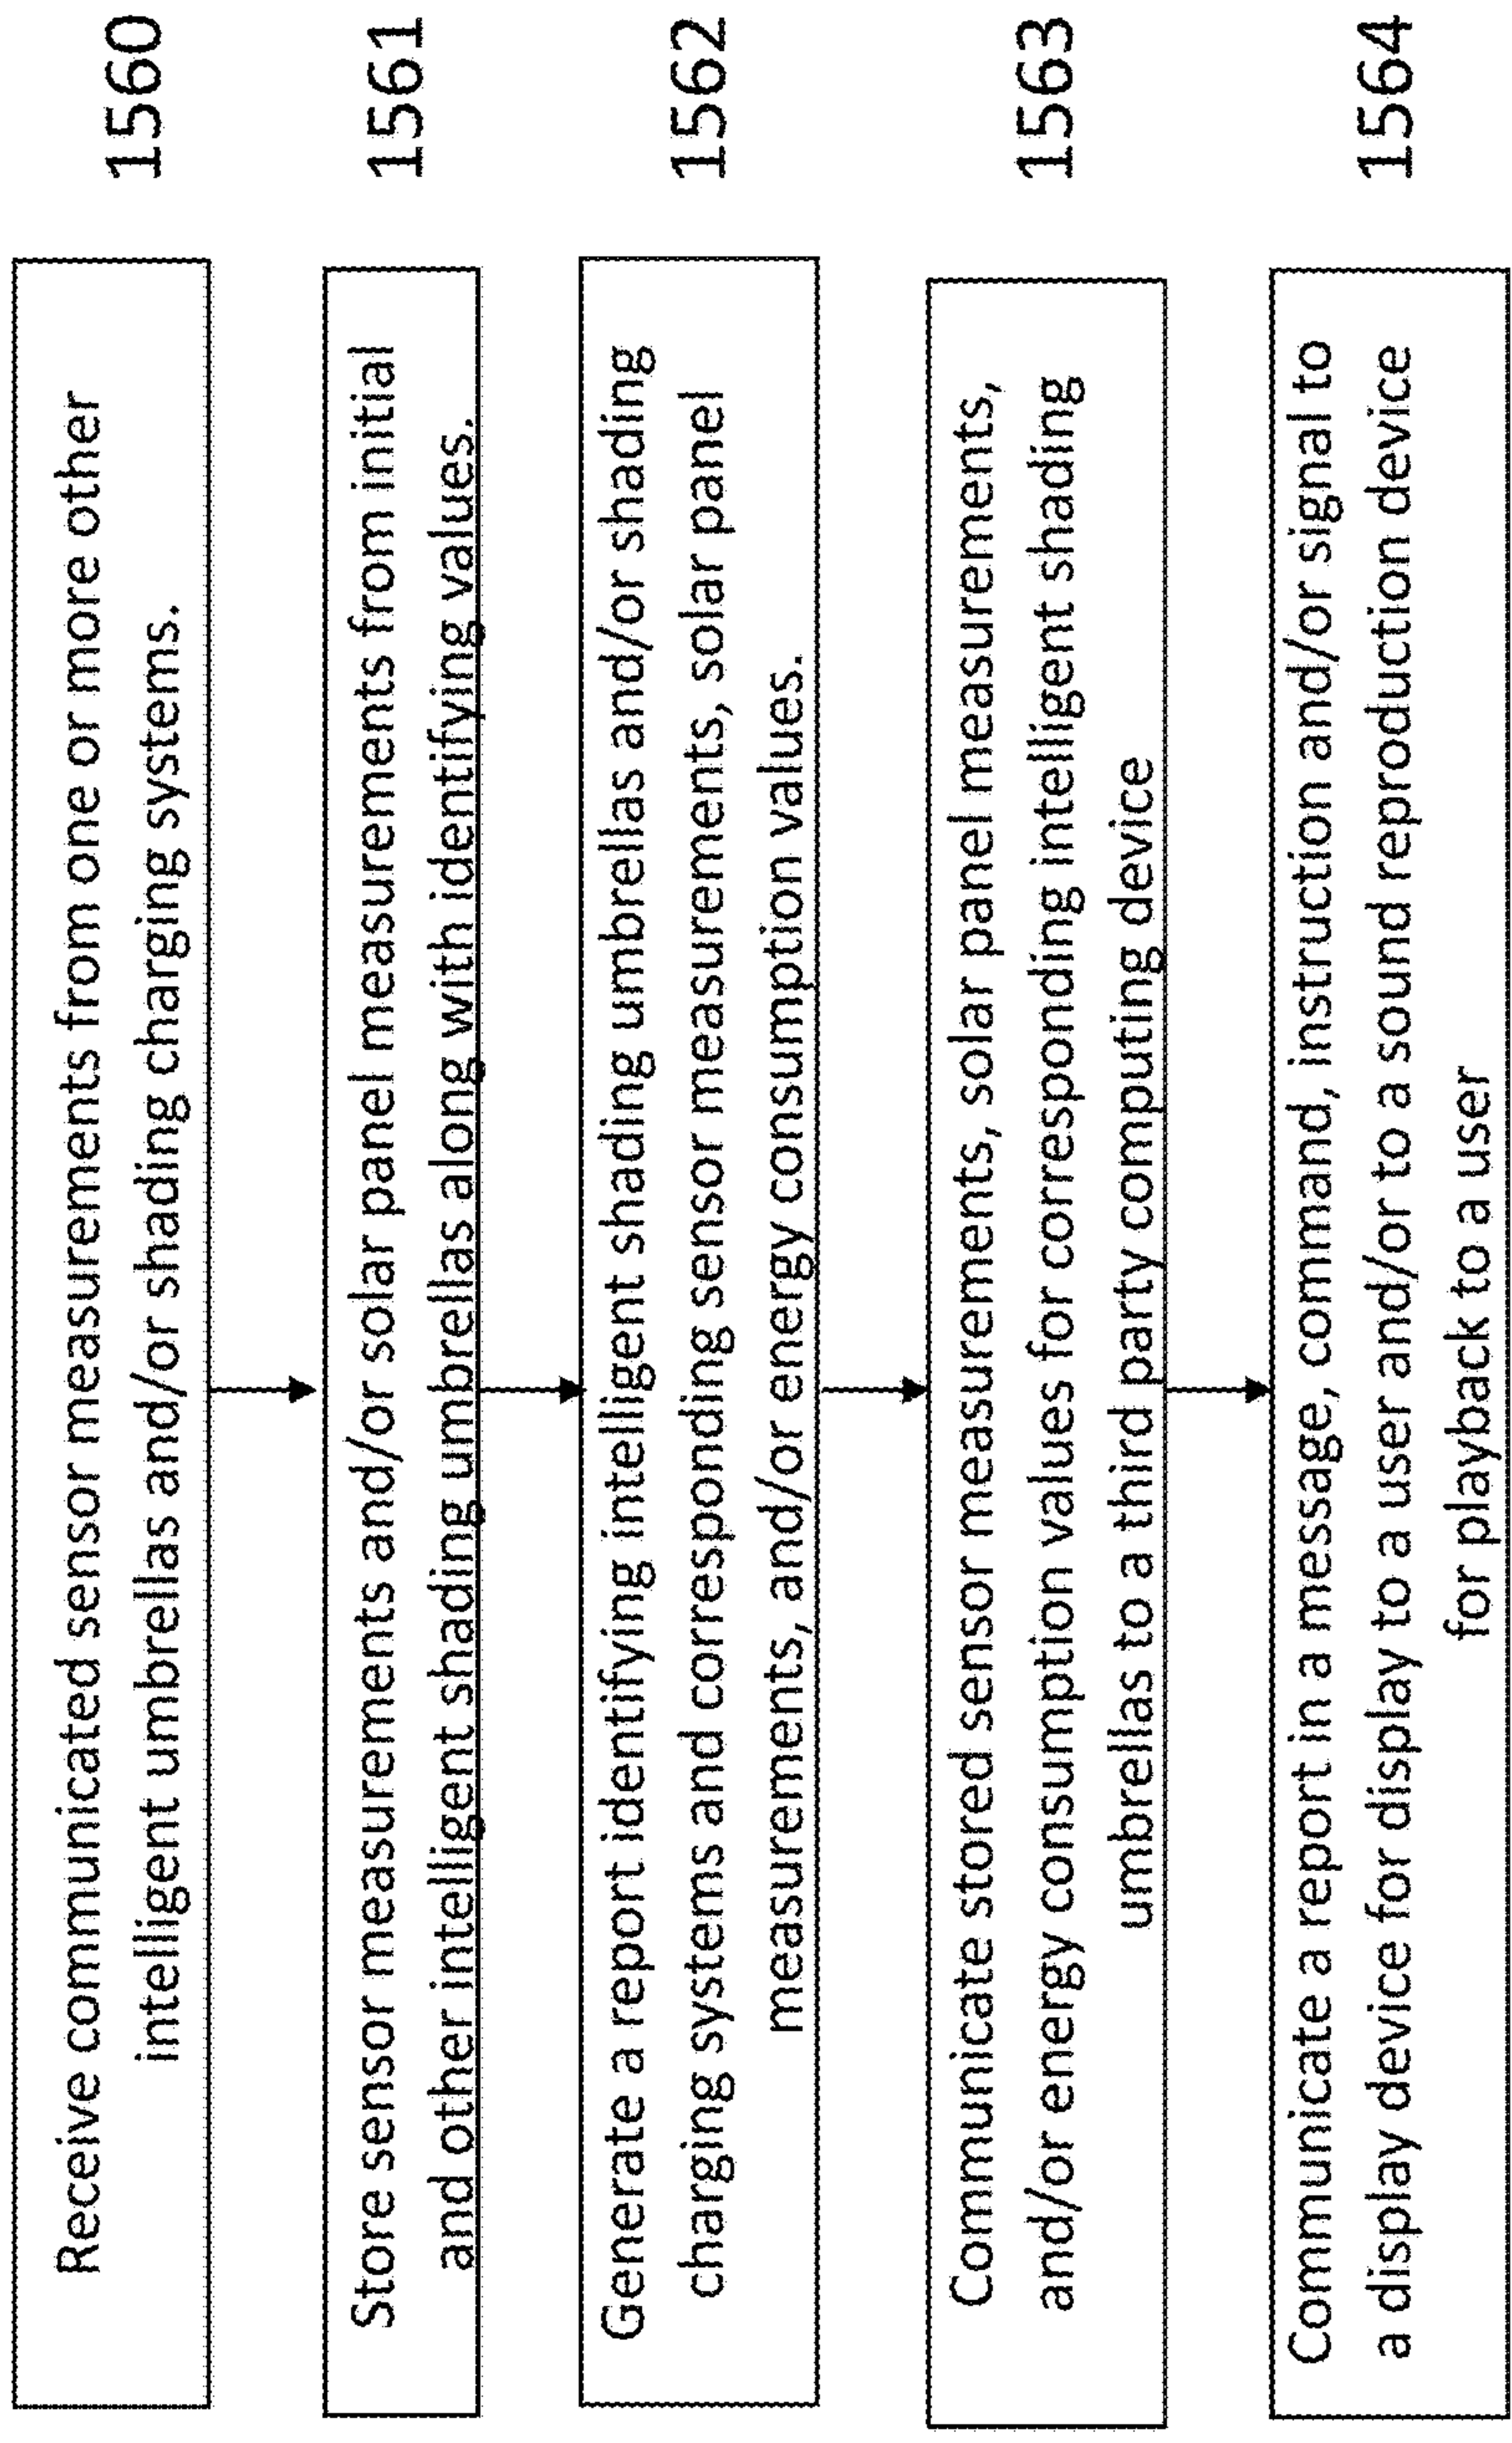 Receive communicated sensor measurements from one or more other
intelligent umbrellas and/or shading charging systems.
1560
Store sensor measurements and/or solar panel measurements from initial
and other intelligent shading umbrellas along with identifying values.
1561
Generate a report identifying intelligent shading umbrellas and/or shading
charging systems and corresponding sensor measurements, solar panel
measurements, and/or energy consumption values.
1562
Communicate stored sensor measurements, solar panel measurements,
and/or energy consumption values for corresponding intelligent shading
umbrellas to a third party computing device
1563
Communicate a report in a message, command, instruction and/or signal to
a display device for display to a user and/or to a sound reproduction device
for playback to a user
1564